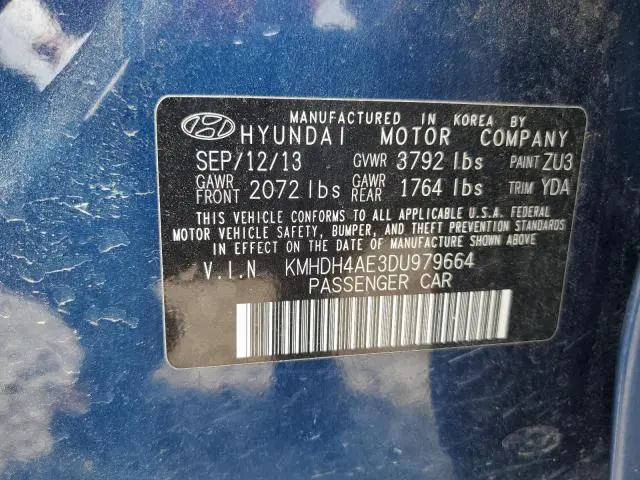 MANUFACTURED IN KOREA BY
HYUNDAI MOTOR COMPANY
SEP/12/13 GVWR 3792 lbs PAINT ZU3
GAWR FRONT 2072 lbs GAWR REAR 1764 lbs TRIM YDA
THIS VEHICLE CONFORMS TO ALL APPLICABLE U.S.A. FEDERAL
MOTOR VEHICLE SAFETY, BUMPER, AND THEFT PREVENTION STANDARDS
IN EFFECT ON THE DATE OF MANUFACTURE SHOWN ABOVE.
V.I.N KMHDH4AE3DU979664
PASSENGER CAR